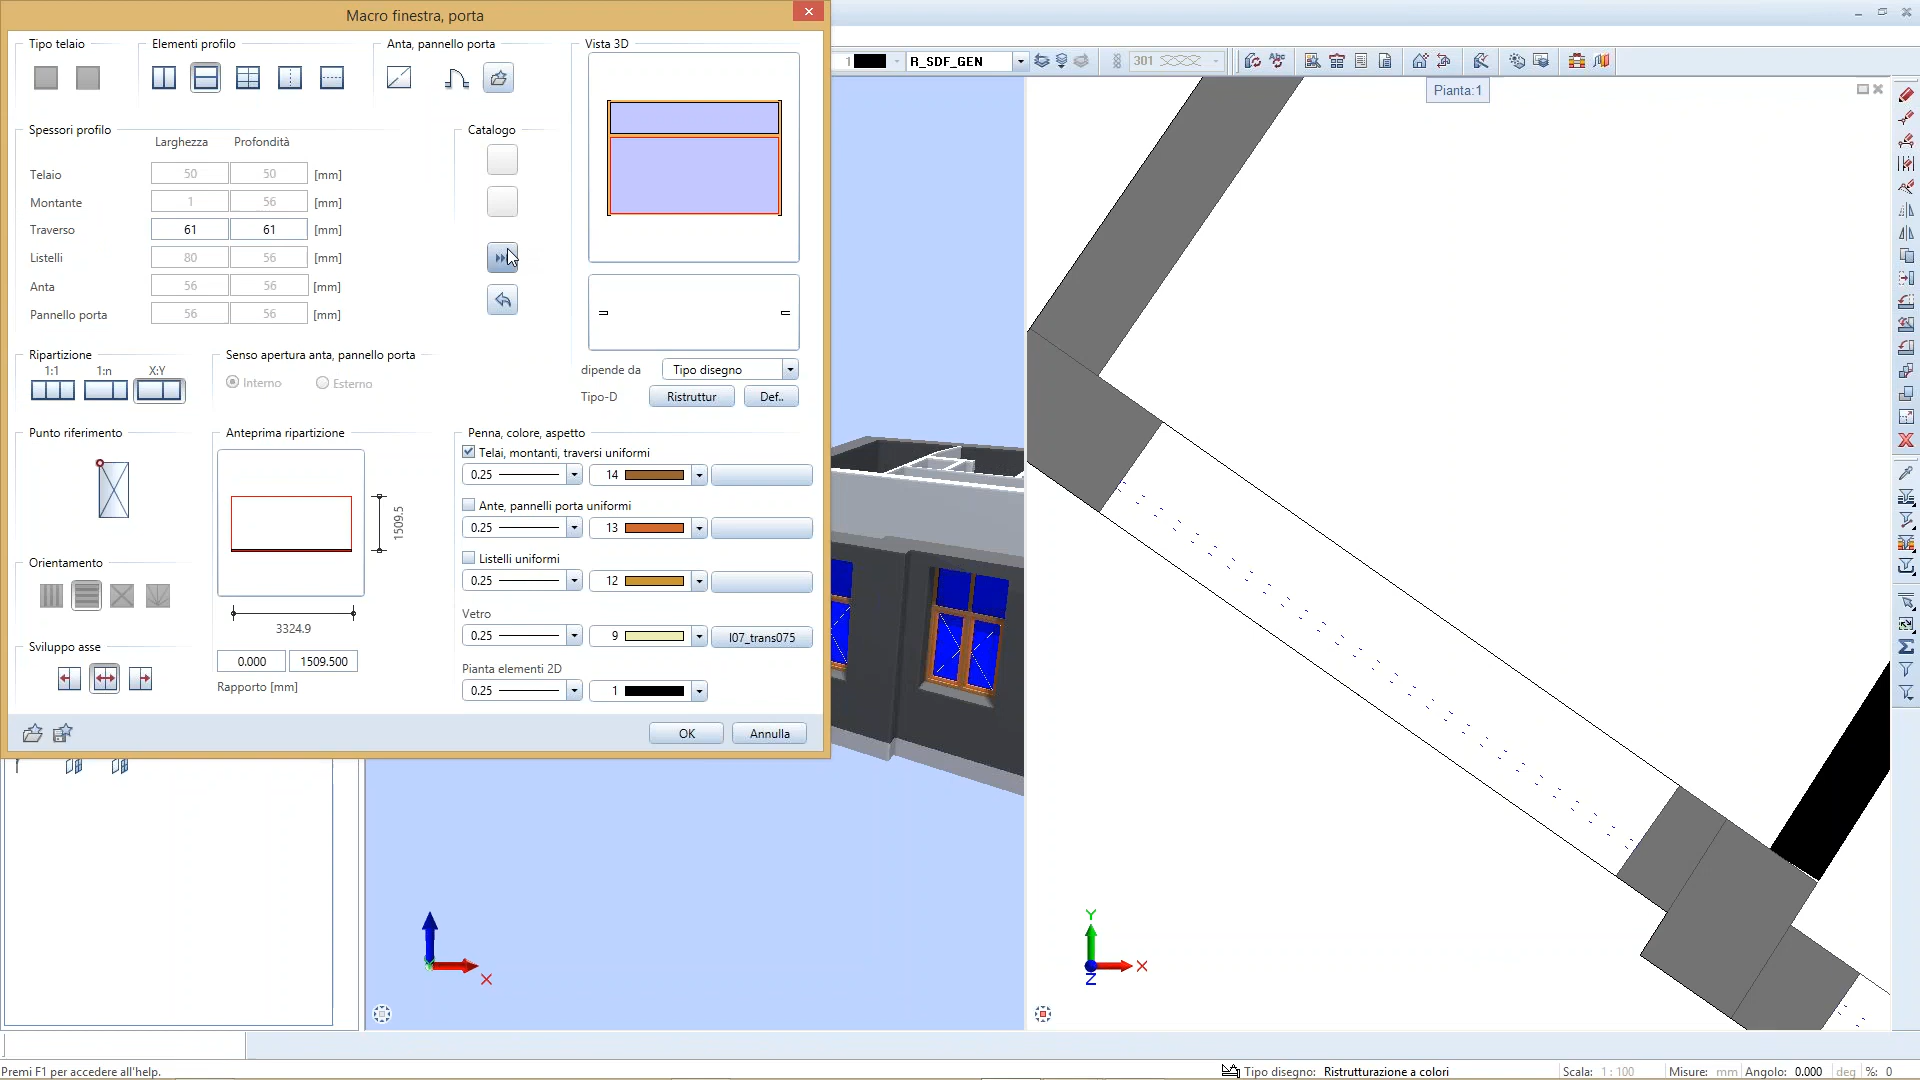 Macro finestra, porta
Tipo telaio
Elementi profilo
Anta, pannello porta
Vista 3D
1
R_SDF_GEN
301
Pianta:1
Spessori profilo
Larghezza
Profondità
Catalogo
Telaio
50
50
[mm]
Montante
1
56
[mm]
Traverso
61
61
[mm]
Listelli
80
56
[mm]
Anta
56
56
[mm]
Pannello porta
56
56
[mm]
Ripartizione
1:1
1:n
X:Y
Senso apertura anta, pannello porta
Interno
Esterno
dipende da
Tipo disegno
Tipo-D
Ristruttur
Def..
Punto riferimento
Anteprima ripartizione
1509.5
3324.9
0.000
1509.500
Rapporto [mm]
Orientamento
Sviluppo asse
Penna, colore, aspetto
Telai, montanti, traversi uniformi
0.25
14
Ante, pannelli porta uniformi
0.25
13
Listelli uniformi
0.25
12
Vetro
0.25
9
l07_trans075
Pianta elementi 2D
0.25
1
OK
Annulla
X
Y
X
Z
Premi F1 per accedere all'help.
Tipo disegno: Ristrutturazione a colori
Scala: 1 : 100
Misure: mm
Angolo: 0.000 deg
%: 0